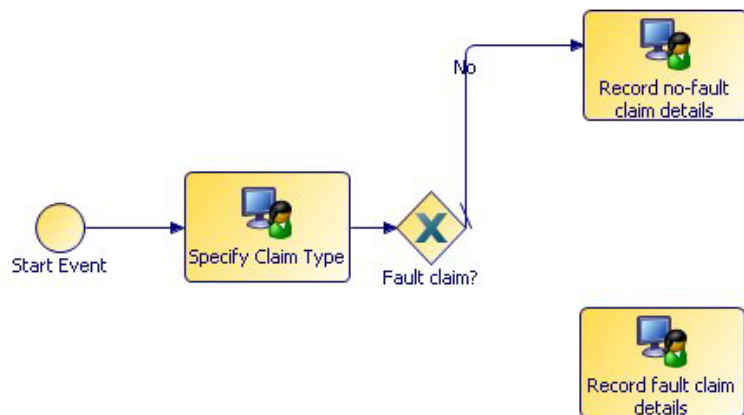 No
Record no-fault
claim details
Specify Claim Type
Start Event
Fault claim?
Record fault claim
details